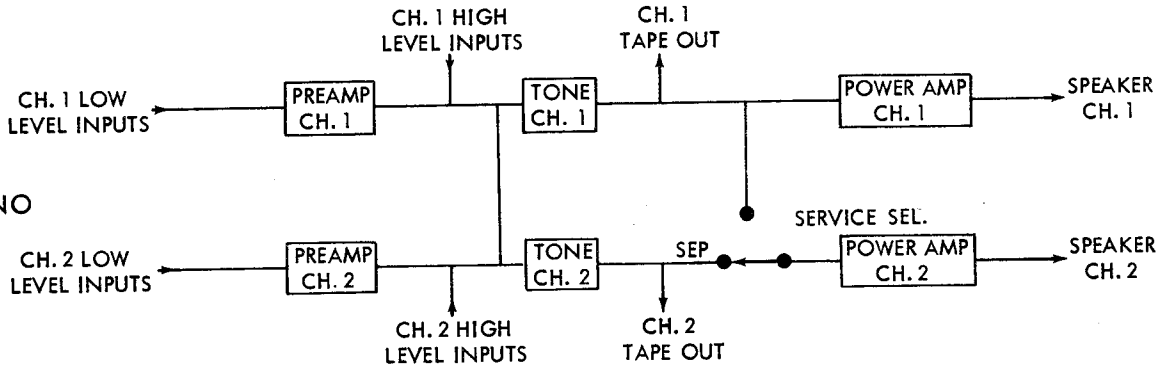 CH. 1 HIGH
LEVEL INPUTS
CH. 1
TAPE OUT
CH. 1 LOW
LEVEL INPUTS
PREAMP
CH. 1
TONE
CH. 1
POWER AMP
CH. 1
SPEAKER
CH. 1
NO
SERVICE SEL.
CH. 2 LOW
LEVEL INPUTS
PREAMP
CH. 2
TONE
CH. 2
SEP
POWER AMP
CH. 2
SPEAKER
CH. 2
CH. 2 HIGH
LEVEL INPUTS
CH. 2
TAPE OUT